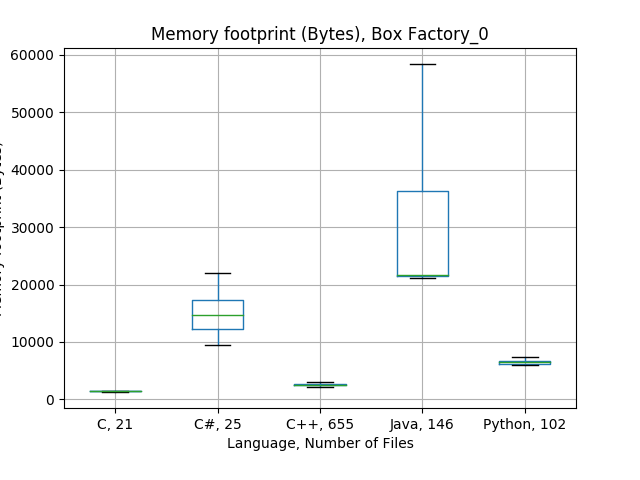 Memory footprint (Bytes), Box Factory_0
60000
50000
40000
30000
20000
10000
0
C, 21
C#, 25
C++, 655
Java, 146
Python, 102
Language, Number of Files